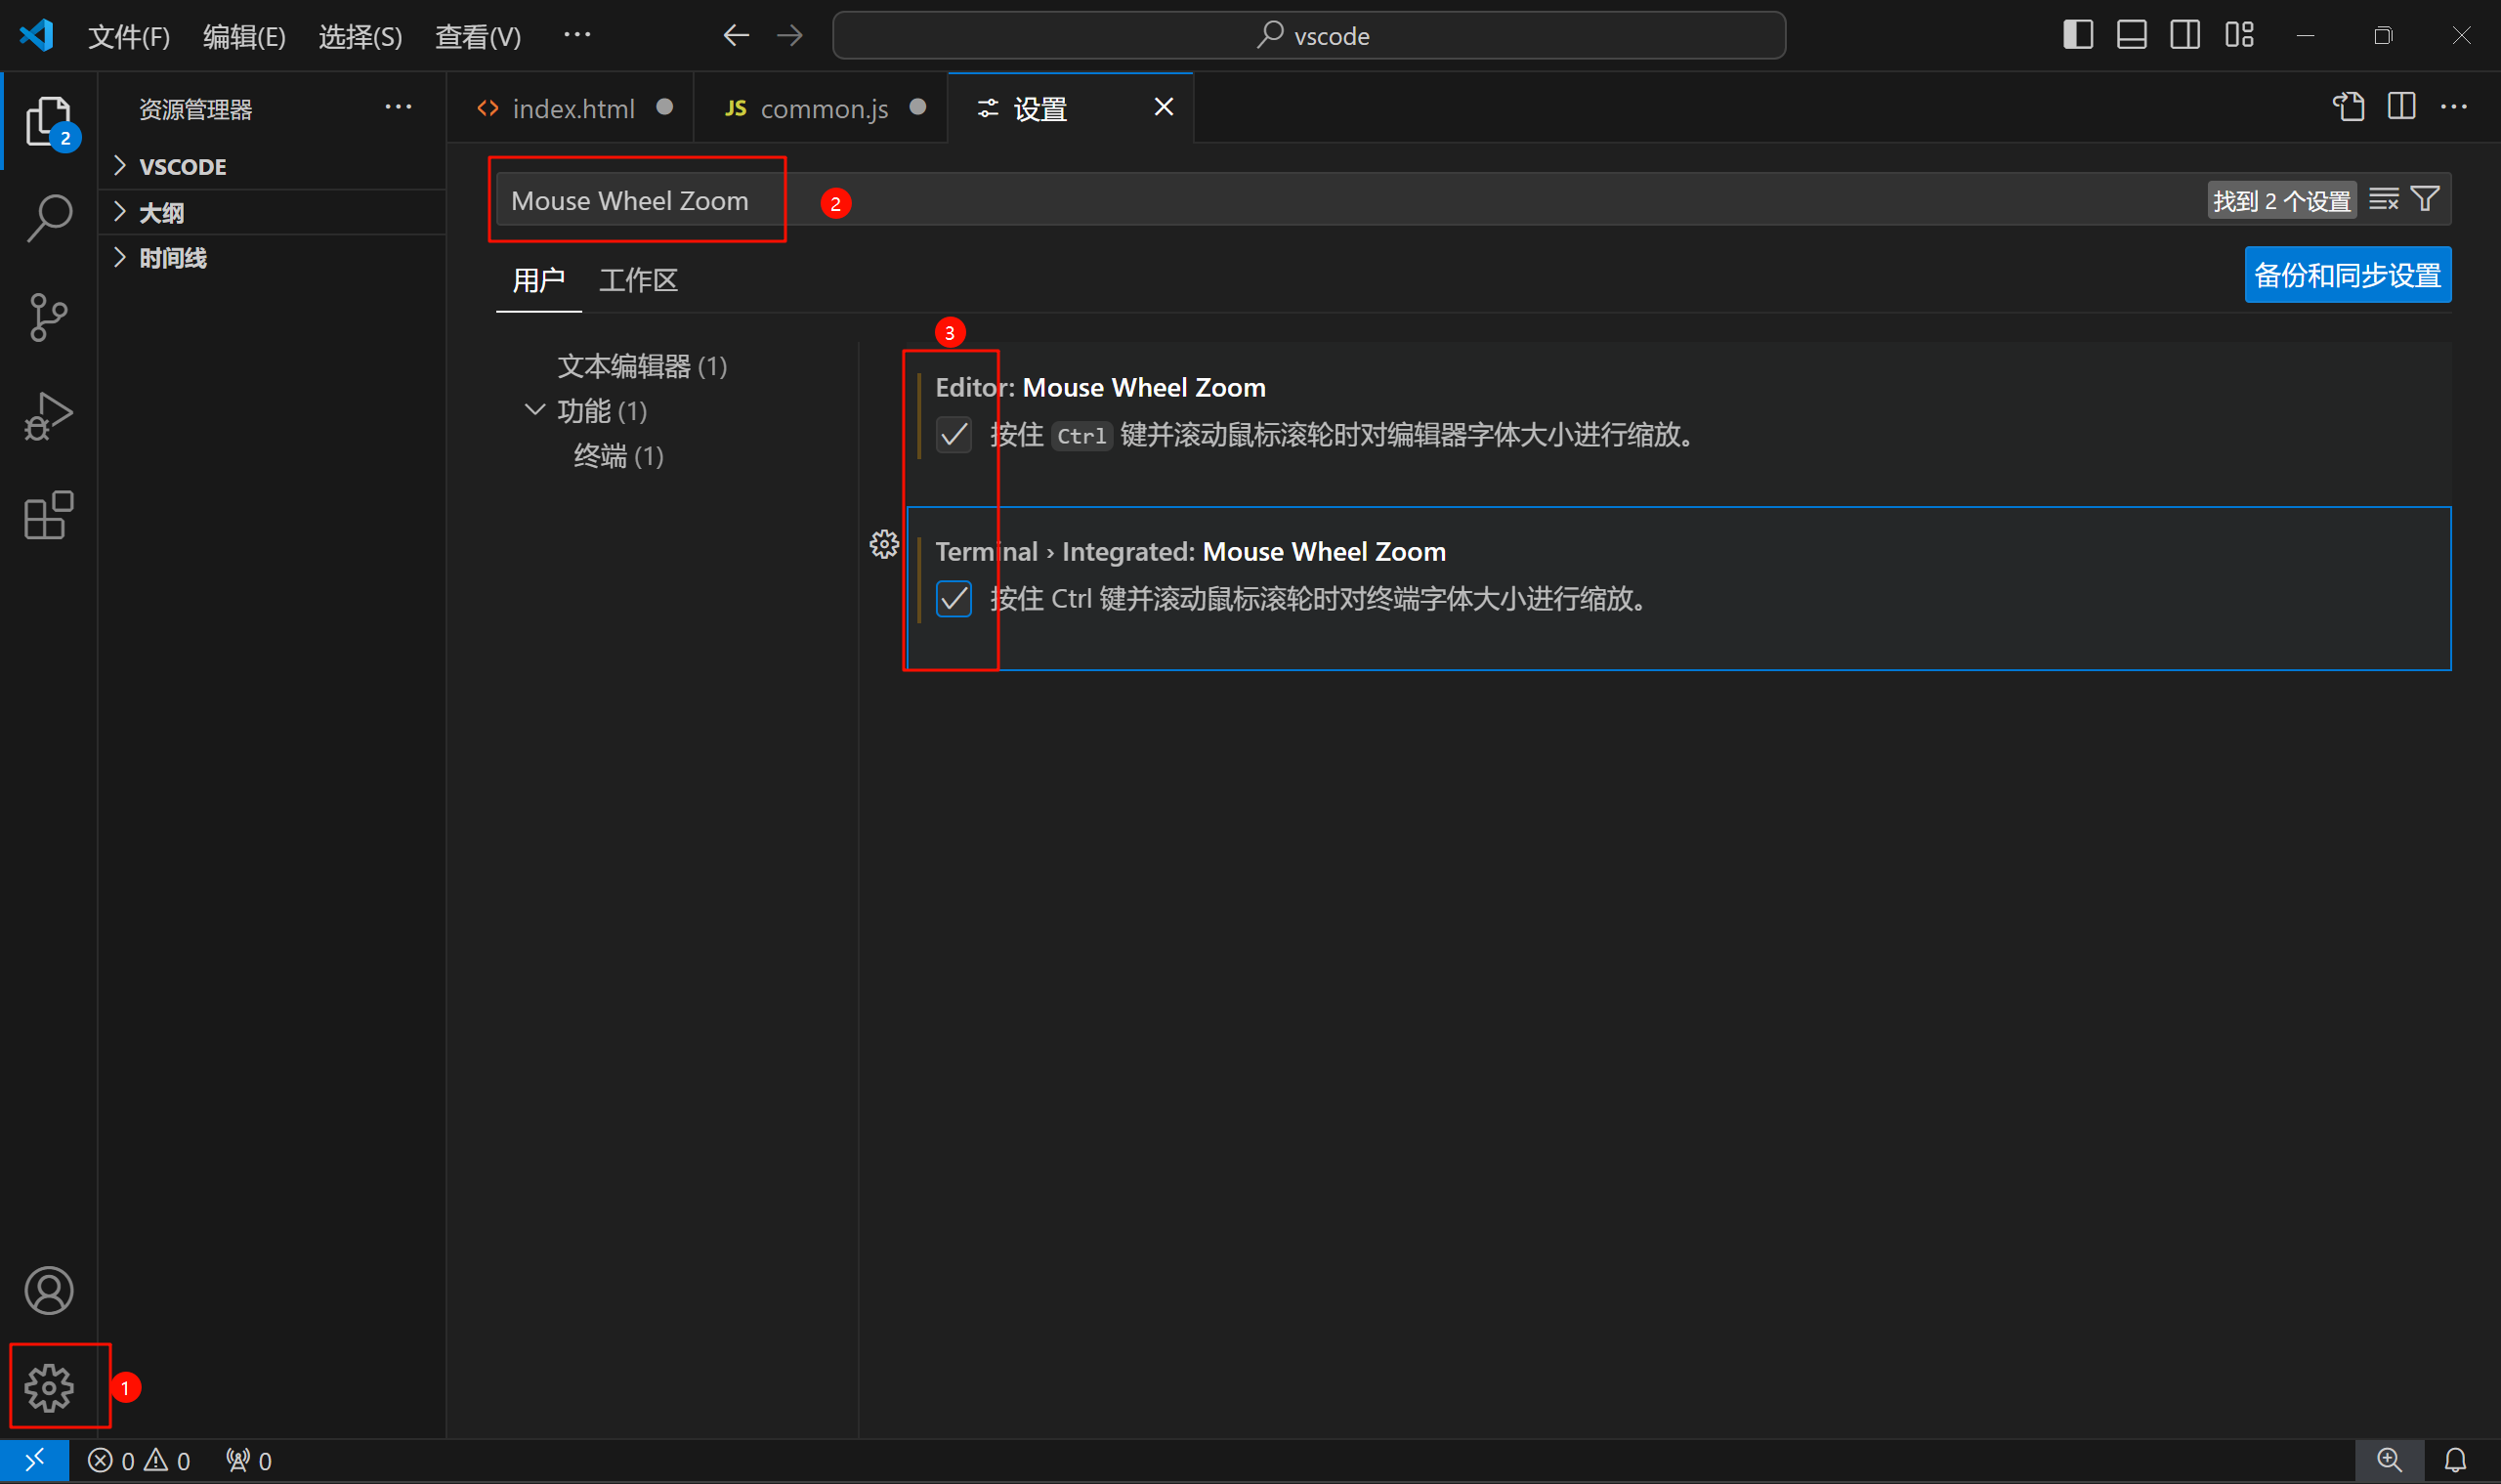 文件(F) 编辑(E) 选择(S) 查看(V) ··· vscode
2
资源管理器 ···
index.html
JS common.js
设置
VSCODE
大纲
时间线
Mouse Wheel Zoom
2
找到 2 个设置
用户 工作区
备份和同步设置
3
文本编辑器 (1)
功能 (1)
终端 (1)
Editor: Mouse Wheel Zoom
按住 Ctrl 键并滚动鼠标滚轮时对编辑器字体大小进行缩放。
Terminal › Integrated: Mouse Wheel Zoom
按住 Ctrl 键并滚动鼠标滚轮时对终端字体大小进行缩放。
1
0 0 0